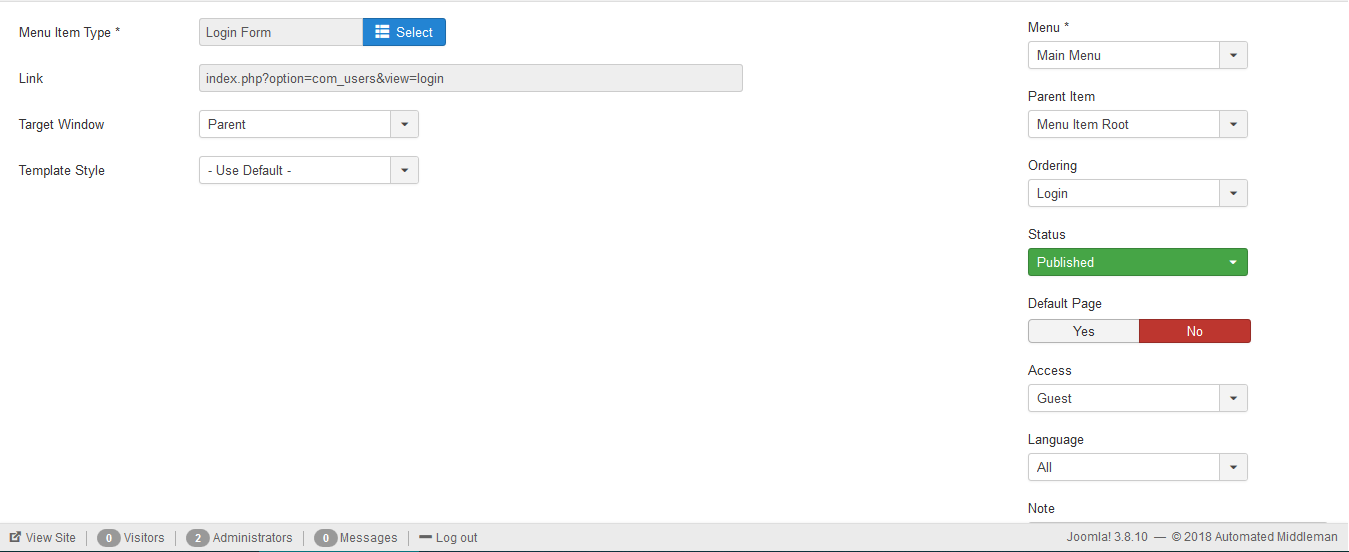 Menu Item Type *
Login Form
Select
Link
index.php?option=com_users&view=login
Target Window
Parent
Template Style
- Use Default -
Menu *
Main Menu
Parent Item
Menu Item Root
Ordering
Login
Status
Published
Default Page
Yes No
Access
Guest
Language
All
Note
View Site 0 Visitors 2 Administrators 0 Messages Log out
Joomla! 3.8.10 — © 2018 Automated Middleman